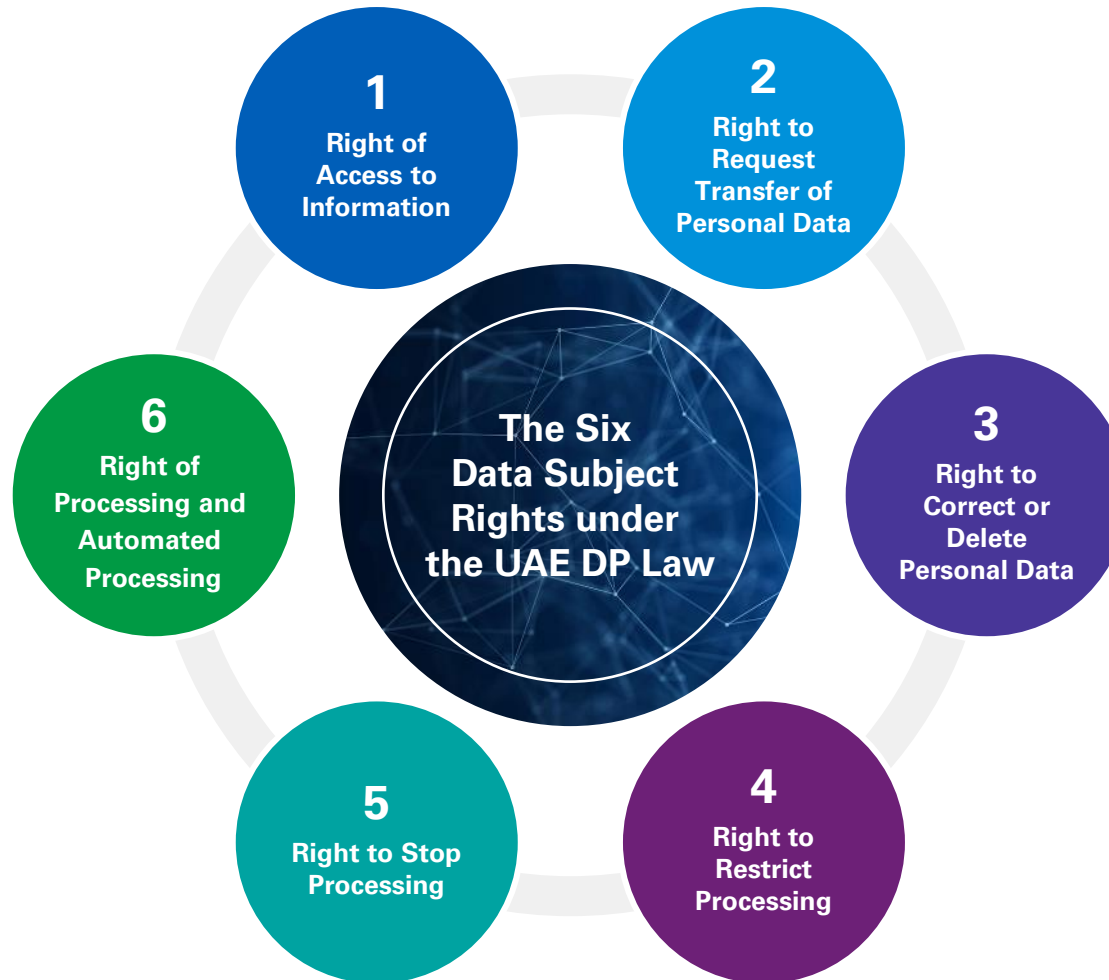 1
Right of
Access to
Information
2
Right to
Request
Transfer of
Personal Data
3
Right to
Correct or
Delete
Personal Data
4
Right to
Restrict
Processing
5
Right to Stop
Processing
6
Right of
Processing and
Automated
Processing
The Six
Data Subject
Rights under
the UAE DP Law